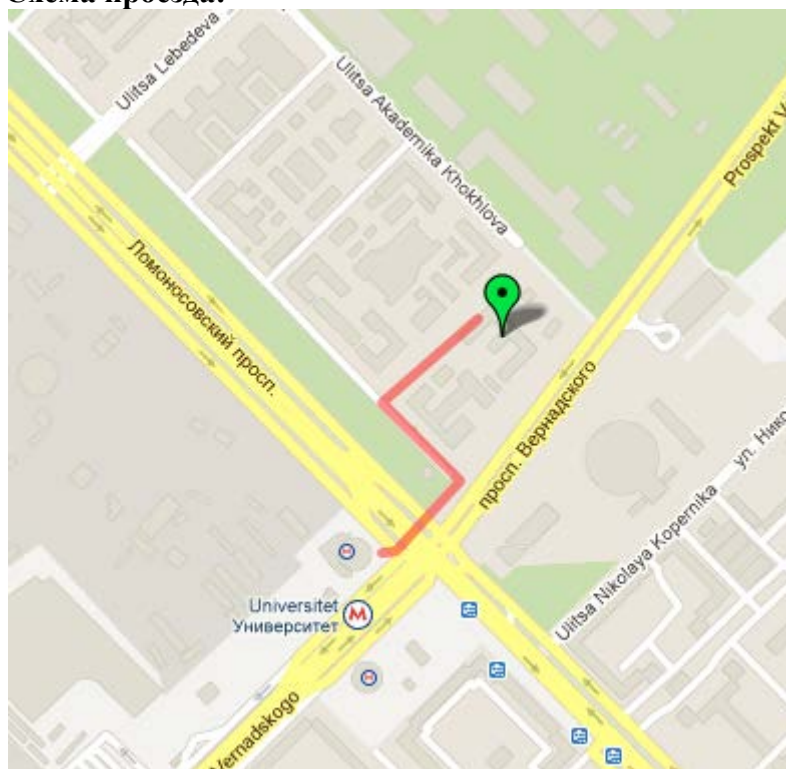 Схема проезда:
Ulitsa Lebedeva
Ulitsa Akademika Khokhlova
Prospekt V
Ломоносовский просп.
просп. Вернадского
ул. Нико
Ulitsa Nikolaya Kopernika
M
Universitet
Университет
M
M
Vernadskogo